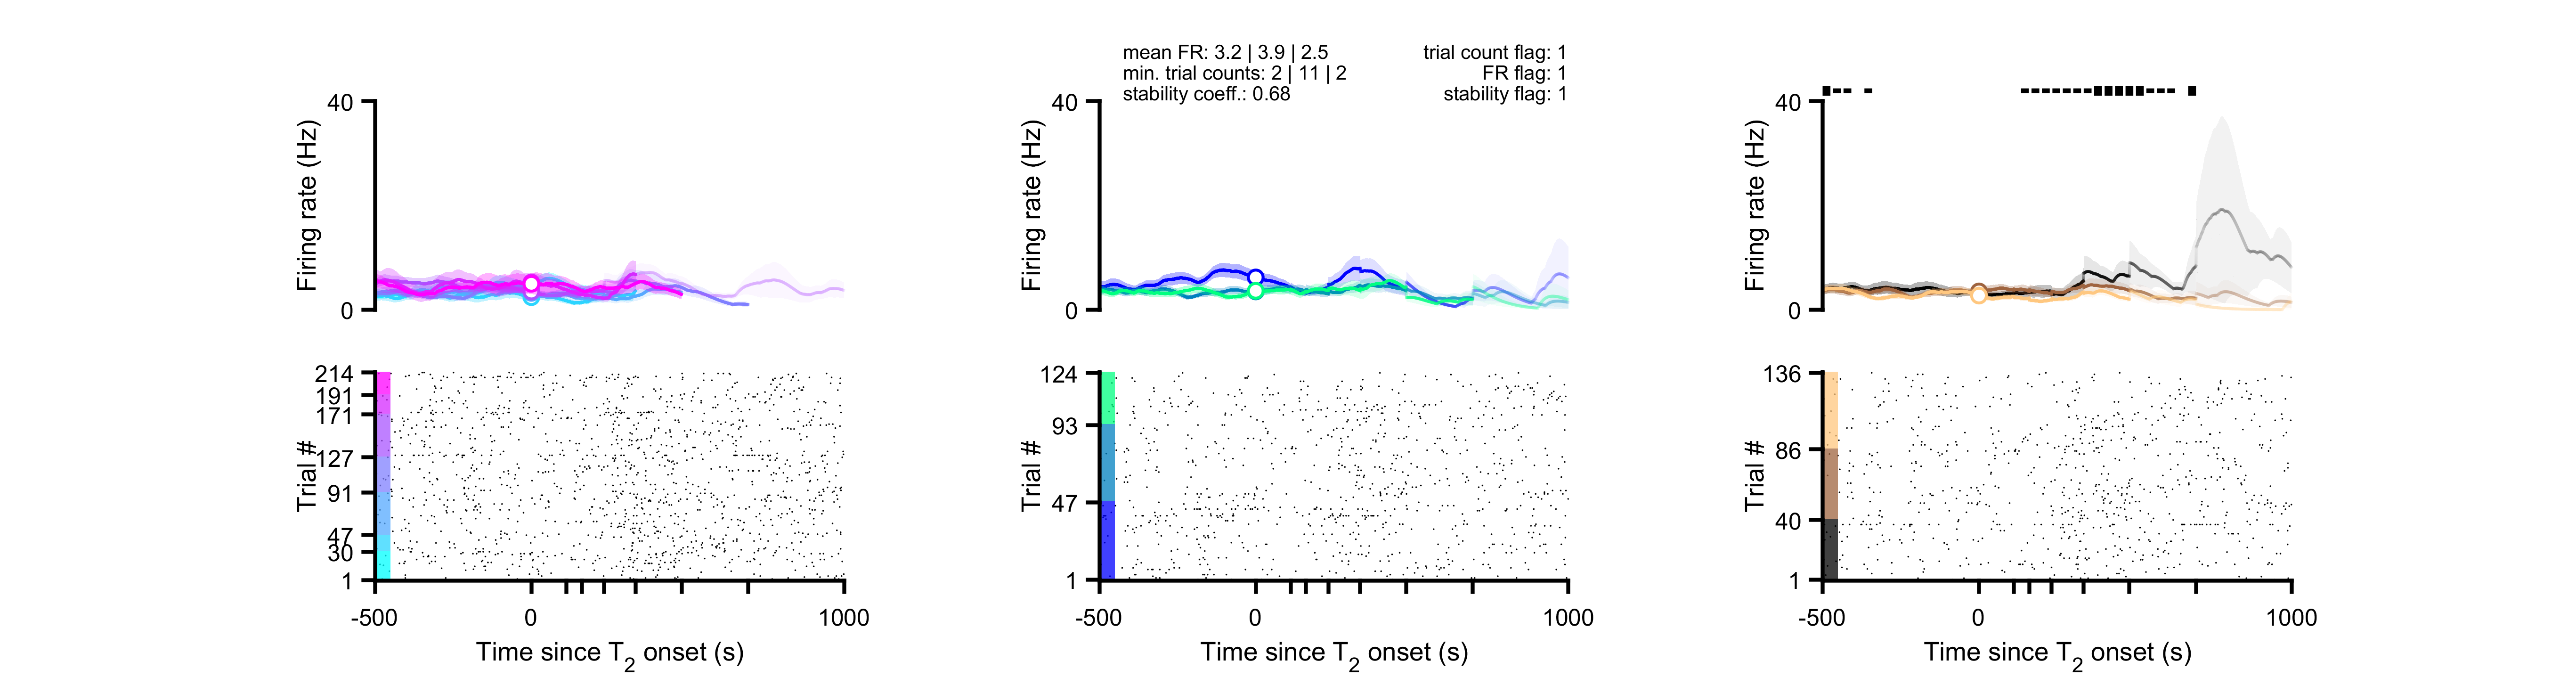 mean FR: 3.2 | 3.9 | 2.5
min. trial counts: 2 | 11 | 2
stability coeff.: 0.68
trial count flag: 1
FR flag: 1
stability flag: 1
40
Firing rate (Hz)
0
40
Firing rate (Hz)
0
40
Firing rate (Hz)
0
214
191
171
127
91
47
30
1
Trial #
-500
0
1000
Time since T2 onset (s)
124
93
47
1
Trial #
-500
0
1000
Time since T2 onset (s)
136
86
40
1
Trial #
-500
0
1000
Time since T2 onset (s)